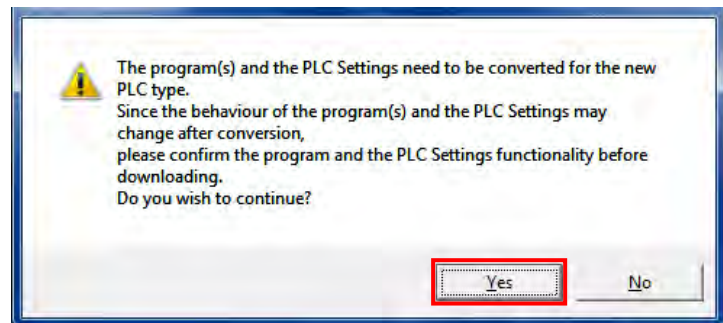 The program(s) and the PLC Settings need to be converted for the new
PLC type.
Since the behaviour of the program(s) and the PLC Settings may
change after conversion,
please confirm the program and the PLC Settings functionality before
downloading.
Do you wish to continue?
Yes
No